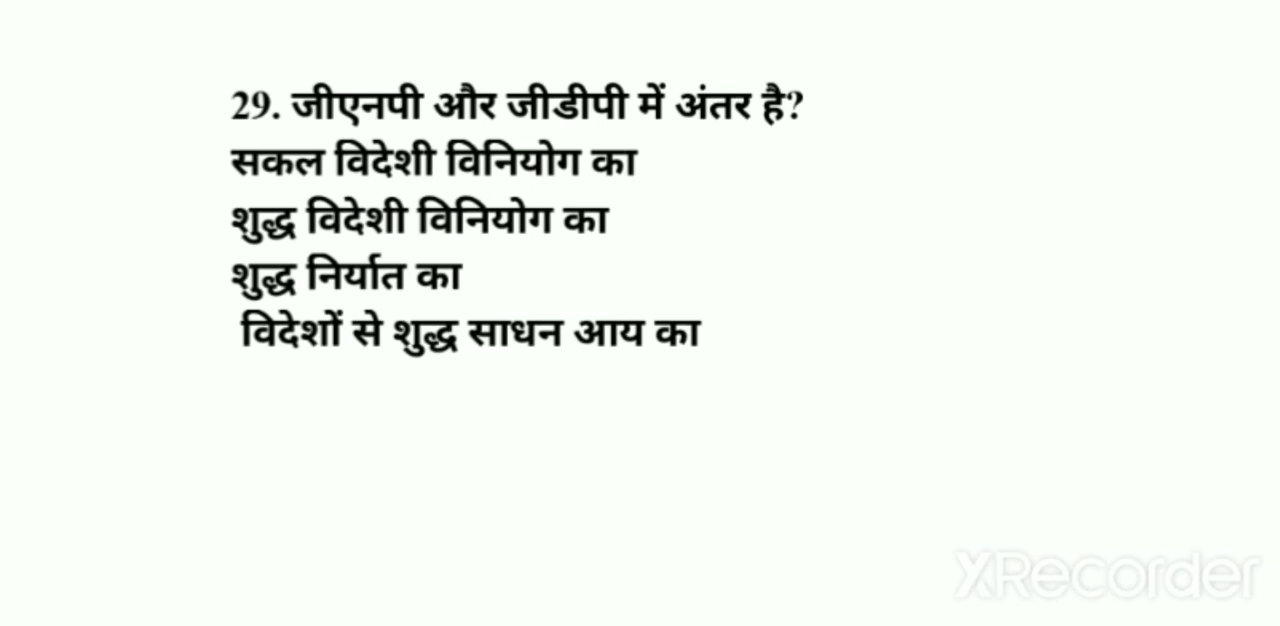 29. जीएनपी और जीडीपी में अंतर है?
सकल विदेशी विनियोग का
शुद्ध विदेशी विनियोग का
शुद्ध निर्यात का
विदेशों से शुद्ध साधन आय का
XRecorder